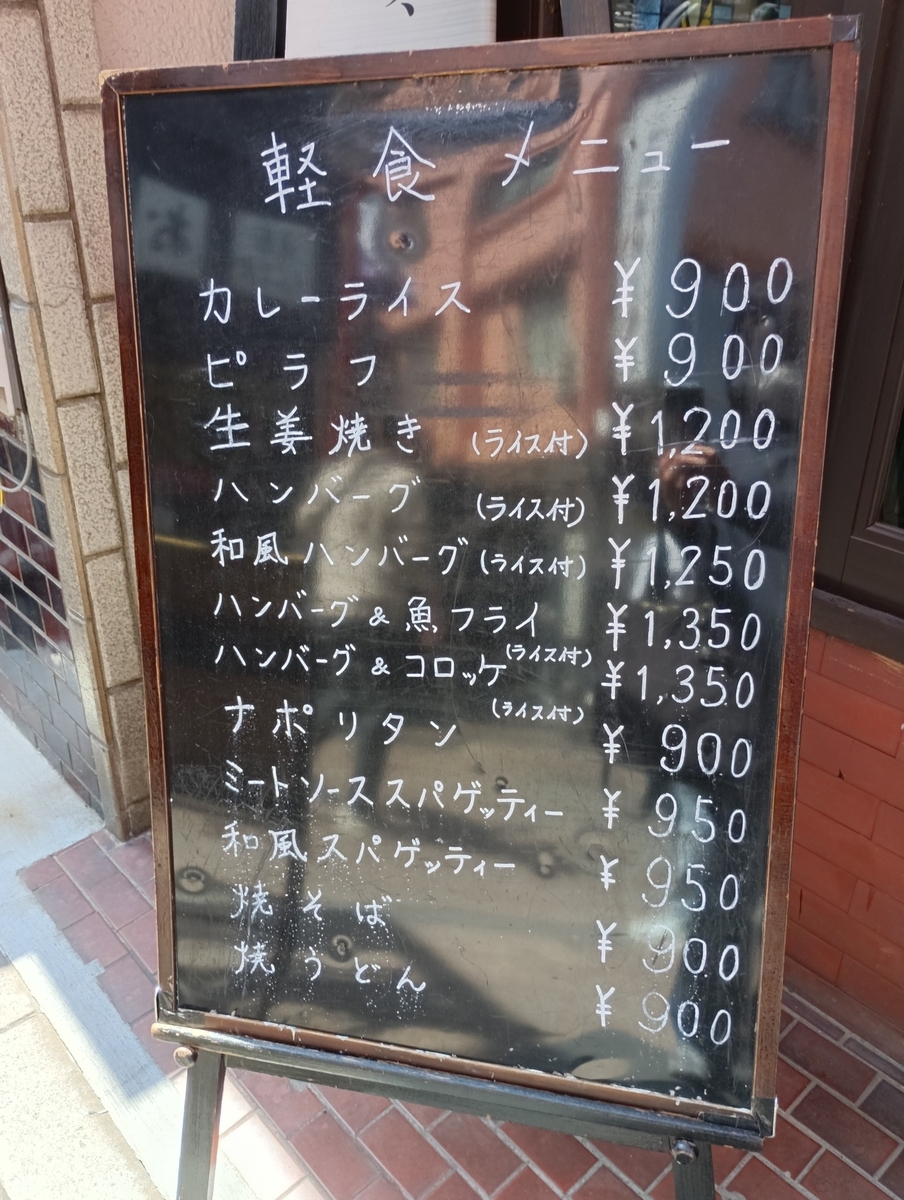 軽食メニュー
カレーライス ¥900
ピラフ ¥900
生姜焼き (ライス付) ¥1,200
ハンバーグ (ライス付) ¥1,200
和風ハンバーグ (ライス付) ¥1,250
ハンバーグ&魚フライ (ライス付) ¥1,350
ハンバーグ&コロッケ (ライス付) ¥1,350
ナポリタン ¥900
ミートソーススパゲッティー ¥950
和風スパゲッティー ¥950
焼そば ¥900
焼うどん ¥900